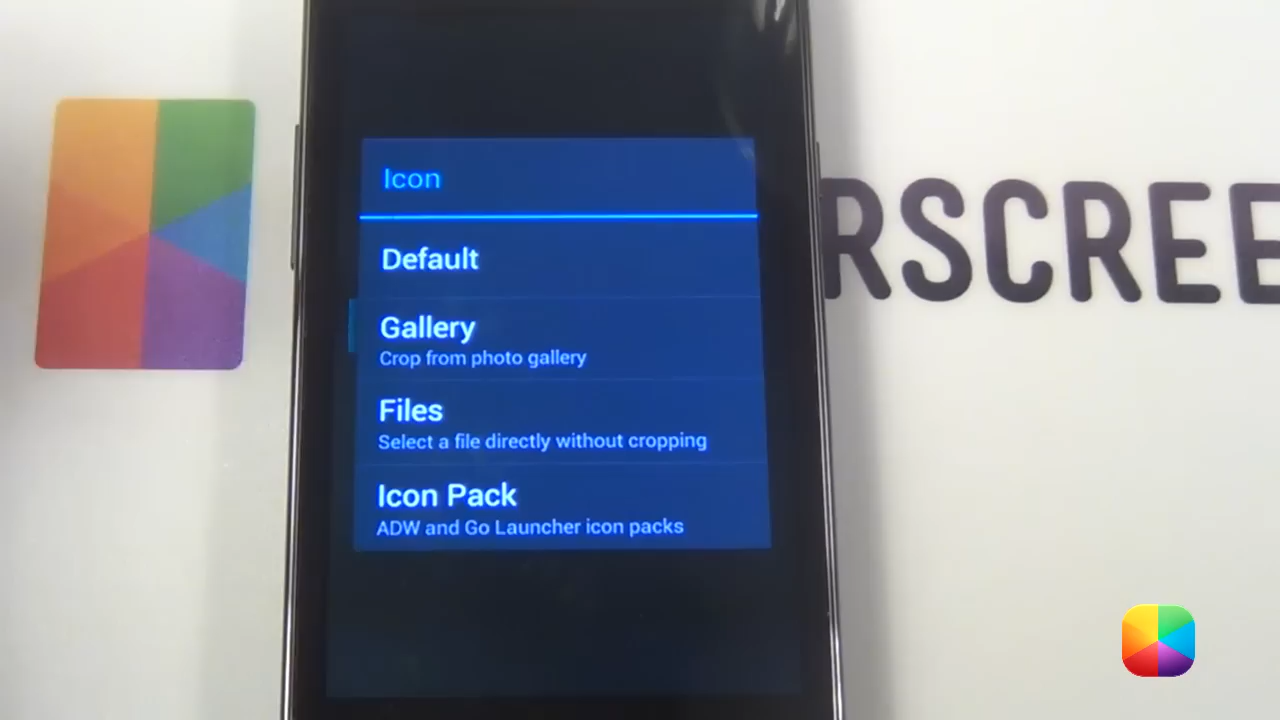 Icon
RSCREE
Default
Gallery
Crop from photo gallery
Files
Select a file directly without cropping
Icon Pack
ADW and Go Launcher icon packs